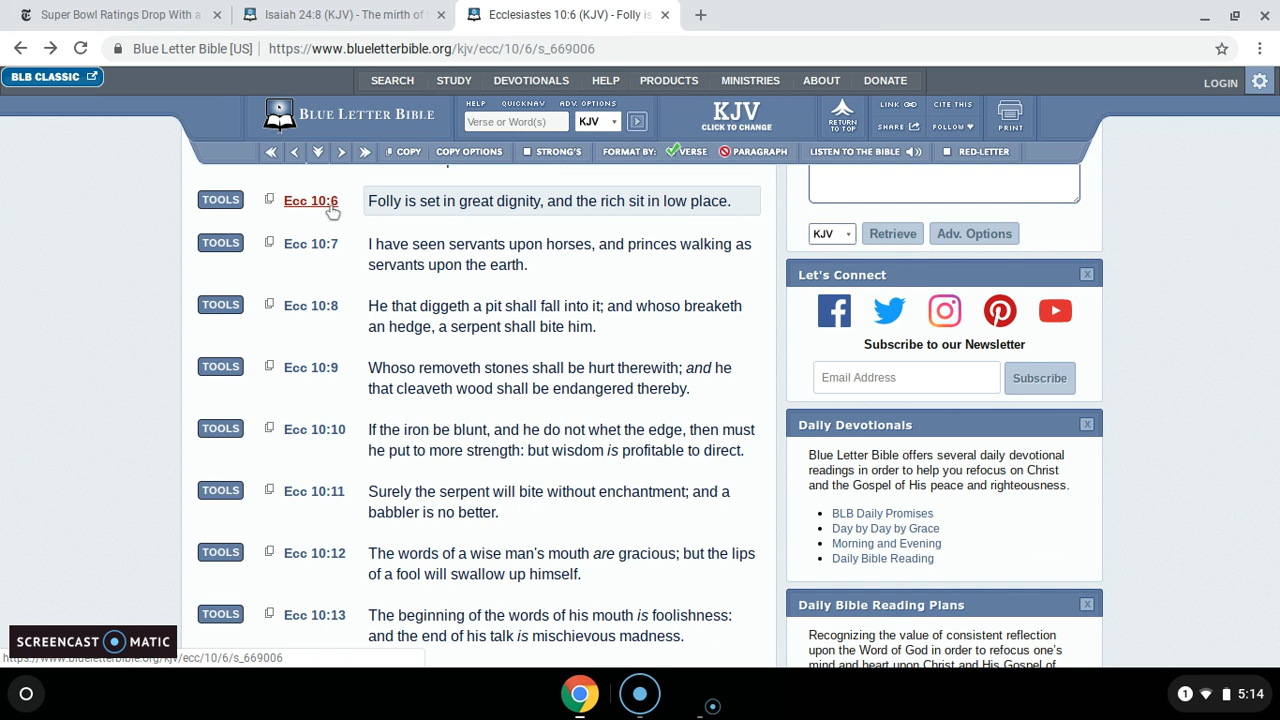 Super Bowl Ratings Drop With a
Isaiah 24:8 (KJV) - The mirth of
Ecclesiastes 10:6 (KJV) - Folly is
Blue Letter Bible [US]
https://www.blueletterbible.org/kjv/ecc/10/6/s_669006
BLB CLASSIC
SEARCH STUDY DEVOTIONALS HELP PRODUCTS MINISTRIES ABOUT DONATE
LOGIN
BLUE LETTER BIBLE
HELP QUICKNAV ADV. OPTIONS
Verse or Word(s)
KJV
KJV
CLICK TO CHANGE
RETURN
TO TOP
LINK
CITE THIS
SHARE
FOLLOW
PRINT
COPY COPY OPTIONS STRONG'S FORMAT BY: VERSE PARAGRAPH LISTEN TO THE BIBLE RED-LETTER
TOOLS Ecc 10:6 Folly is set in great dignity, and the rich sit in low place.
TOOLS Ecc 10:7 I have seen servants upon horses, and princes walking as
servants upon the earth.
TOOLS Ecc 10:8 He that diggeth a pit shall fall into it; and whoso breaketh
an hedge, a serpent shall bite him.
TOOLS Ecc 10:9 Whoso removeth stones shall be hurt therewith; and he
that cleaveth wood shall be endangered thereby.
TOOLS Ecc 10:10 If the iron be blunt, and he do not whet the edge, then must
he put to more strength: but wisdom is profitable to direct.
TOOLS Ecc 10:11 Surely the serpent will bite without enchantment; and a
babbler is no better.
TOOLS Ecc 10:12 The words of a wise man's mouth are gracious; but the lips
of a fool will swallow up himself.
TOOLS Ecc 10:13 The beginning of the words of his mouth is foolishness:
and the end of his talk is mischievous madness.
KJV Retrieve Adv. Options
Let's Connect
Subscribe to our Newsletter
Email Address
Subscribe
Daily Devotionals
Blue Letter Bible offers several daily devotional
readings in order to help you refocus on Christ
and the Gospel of His peace and righteousness.
BLB Daily Promises
Day by Day by Grace
Morning and Evening
Daily Bible Reading
Daily Bible Reading Plans
Recognizing the value of consistent reflection
upon the Word of God in order to refocus one's
mind and heart upon Christ and His Gospel of
SCREENCAST MATIC
https://www.blueletterbible.org/kjv/ecc/10/6/s_669006
1
5:14